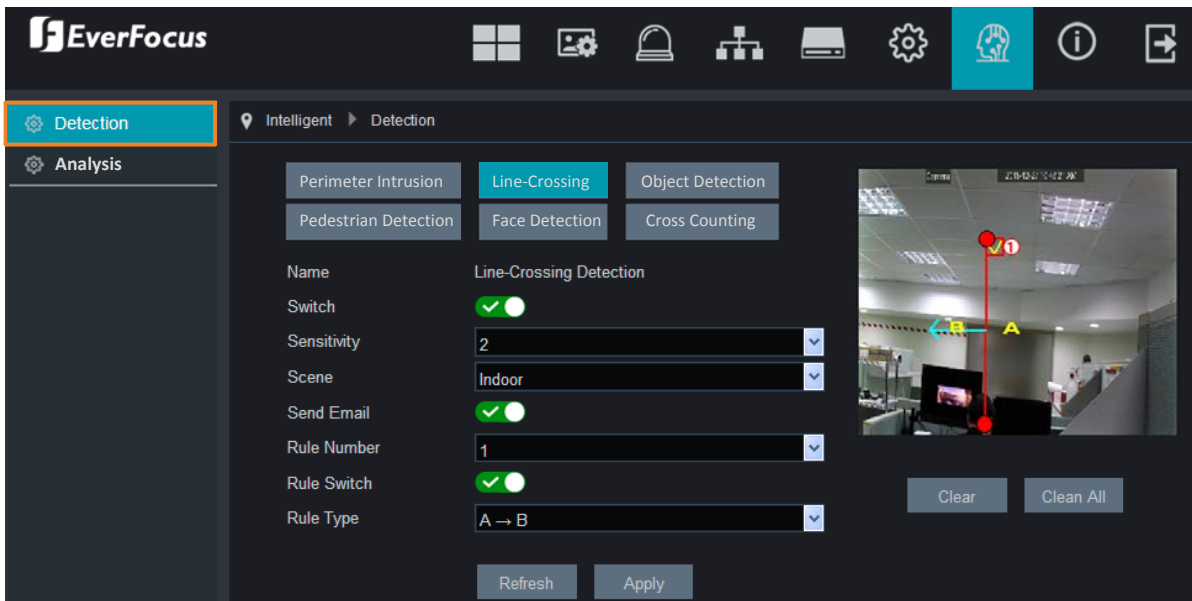 EverFocus
Detection
Analysis
Intelligent Detection
Perimeter Intrusion Line-Crossing Object Detection
Pedestrian Detection Face Detection Cross Counting
Name Line-Crossing Detection
Switch
Sensitivity 2
Scene Indoor
Send Email
Rule Number 1
Rule Switch
Rule Type A → B
Refresh Apply
Camera
1
B A
Clear Clean All